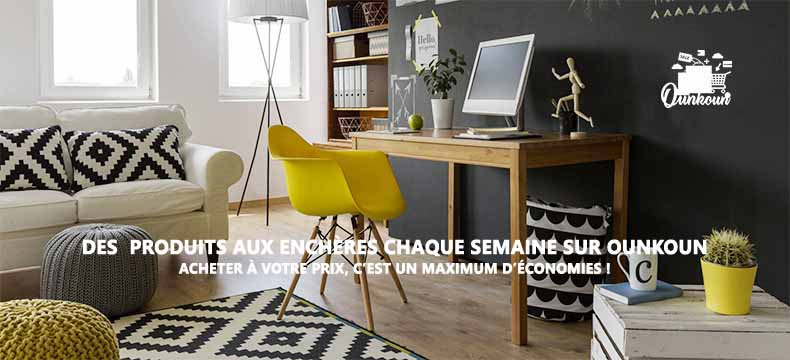 Hello,
Ounkoun
DES PRODUITS AUX ENCHÈRES CHAQUE SEMAINE SUR OUNKOUN
ACHETER À VOTRE PRIX, C'EST UN MAXIMUM D'ÉCONOMIES !
C